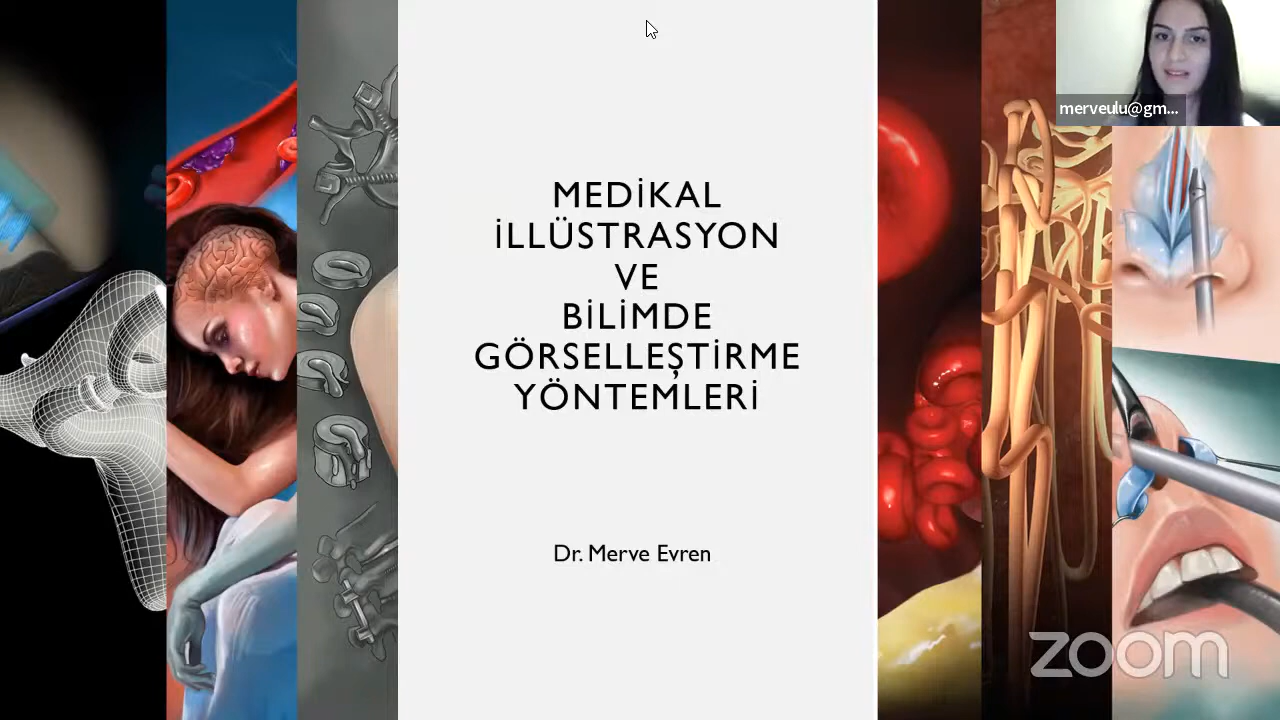 merveulu@gm...
MEDİKAL
İLLÜSTRASYON
VE
BİLİMDE
GÖRSELLEŞTİRME
YÖNTEMLERİ
Dr. Merve Evren
zoom